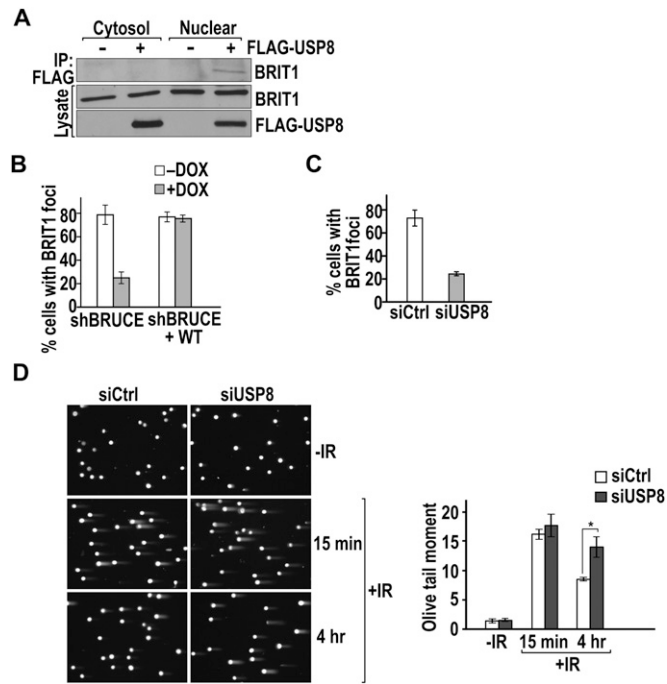 A
Cytosol Nuclear
- + - + FLAG-USP8
IP:
FLAG
BRIT1
Lysate
BRIT1
FLAG-USP8
B
–DOX
+DOX
% cells with BRIT1 foci
80
60
40
20
0
shBRUCE shBRUCE
+ WT
C
% cells with
BRIT1foci
80
60
40
20
0
siCtrl siUSP8
D
siCtrl siUSP8
-IR
15 min
4 hr
+IR
siCtrl
siUSP8
Olive tail moment
20
15
10
5
0
*
-IR 15 min 4 hr
+IR